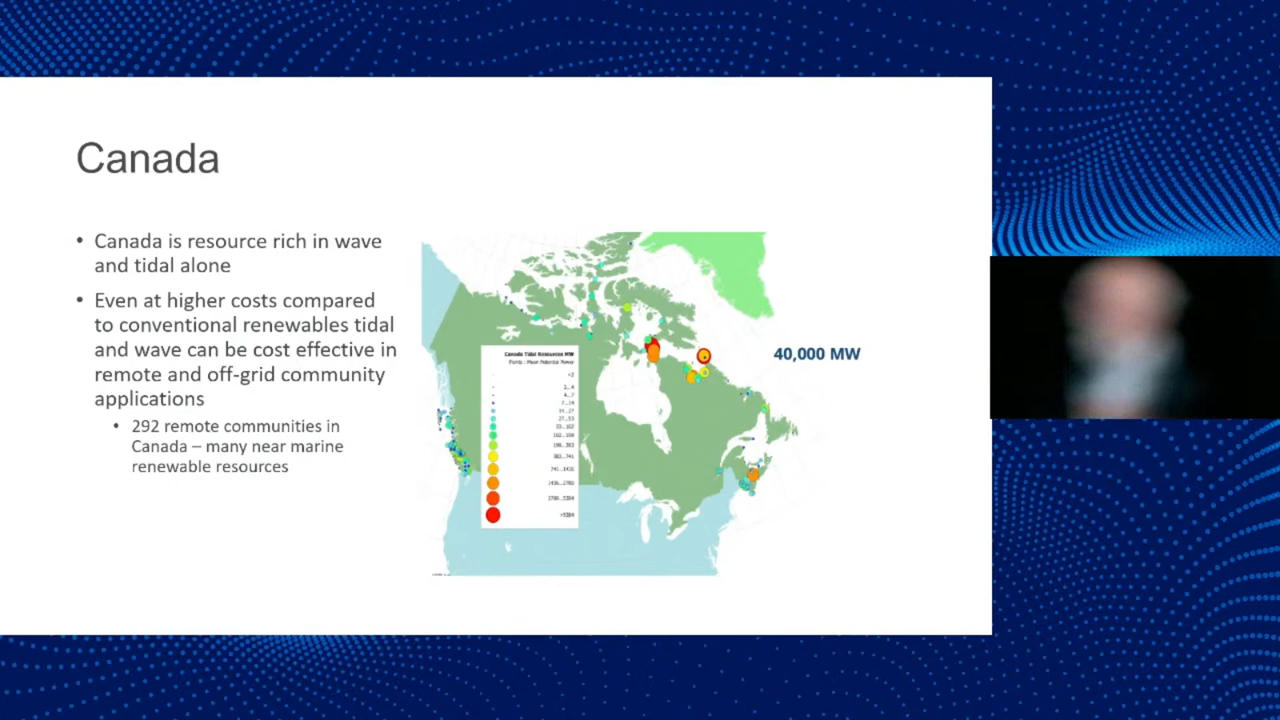 Canada
• Canada is resource rich in wave
and tidal alone
• Even at higher costs compared
to conventional renewables tidal
and wave can be cost effective in
remote and off-grid community
applications
• 292 remote communities in
Canada – many near marine
renewable resources
Canada Tidal Resources MW
40,000 MW